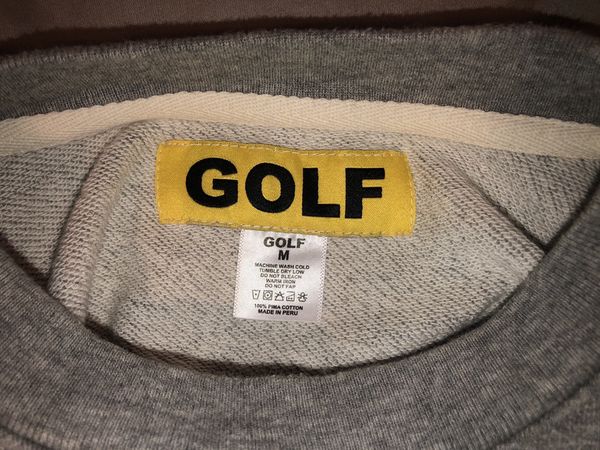 GOLF
GOLF
M
MACHINE WASH COLD
TUMBLE DRY LOW
DO NOT BLEACH
WARM IRON
DO NOT FAP
100% PIMA COTTON
MADE IN PERU